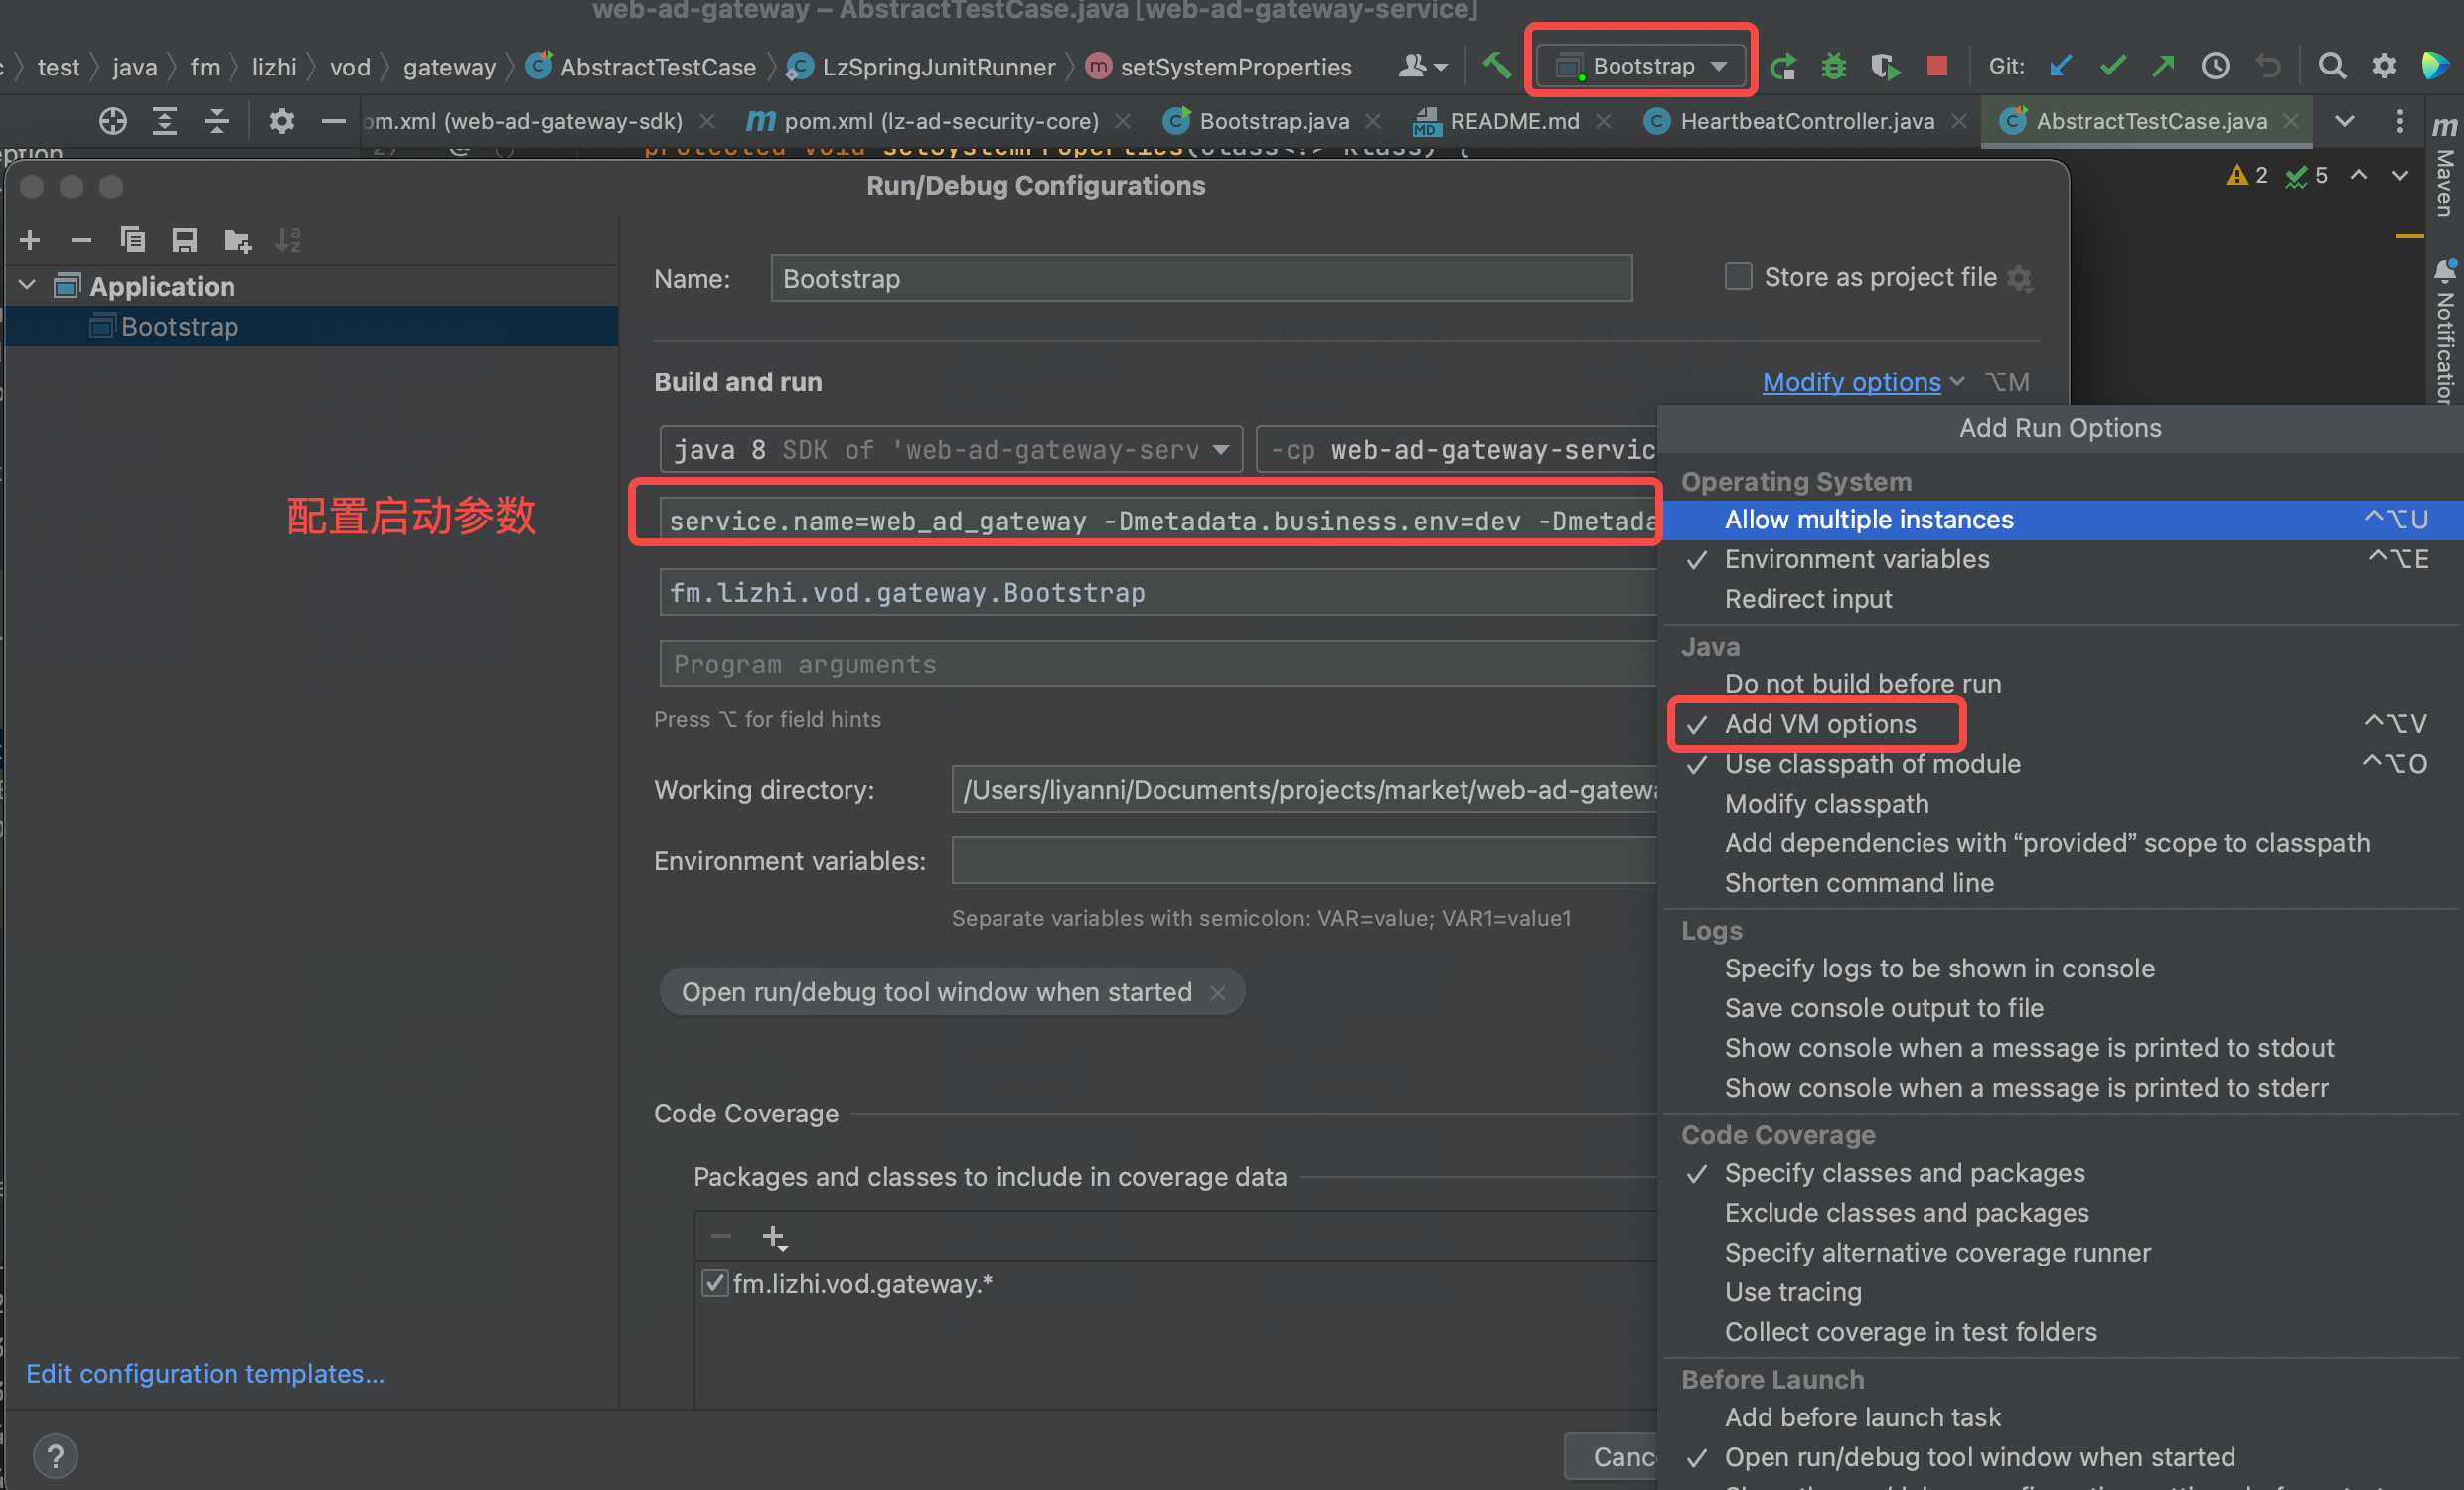 web-ad-gateway – AbstractTestCase.java [web-ad-gateway-service]
test java fm lizhi vod gateway AbstractTestCase LzSpringJunitRunner setSystemProperties Bootstrap Git:
om.xml (web-ad-gateway-sdk) pom.xml (lz-ad-security-core) Bootstrap.java README.md HeartbeatController.java AbstractTestCase.java
Maven
Run/Debug Configurations
2 5
Notification
Application
Bootstrap
Name: Bootstrap Store as project file
Build and run Modify options ⌥M
java 8 SDK of 'web-ad-gateway-serv -cp web-ad-gateway-servic
配置启动参数
service.name=web_ad_gateway -Dmetadata.business.env=dev -Dmetada
fm.lizhi.vod.gateway.Bootstrap
Program arguments
Press ⌥ for field hints
Working directory: /Users/liyanni/Documents/projects/market/web-ad-gatewa
Environment variables:
Separate variables with semicolon: VAR=value; VAR1=value1
Open run/debug tool window when started
Code Coverage
Packages and classes to include in coverage data
fm.lizhi.vod.gateway.*
Edit configuration templates...
?
Canc
Add Run Options
Operating System
Allow multiple instances ^⌥U
Environment variables ^⌥E
Redirect input
Java
Do not build before run
Add VM options ^⌥V
Use classpath of module ^⌥O
Modify classpath
Add dependencies with “provided” scope to classpath
Shorten command line
Logs
Specify logs to be shown in console
Save console output to file
Show console when a message is printed to stdout
Show console when a message is printed to stderr
Code Coverage
Specify classes and packages
Exclude classes and packages
Specify alternative coverage runner
Use tracing
Collect coverage in test folders
Before Launch
Add before launch task
Open run/debug tool window when started